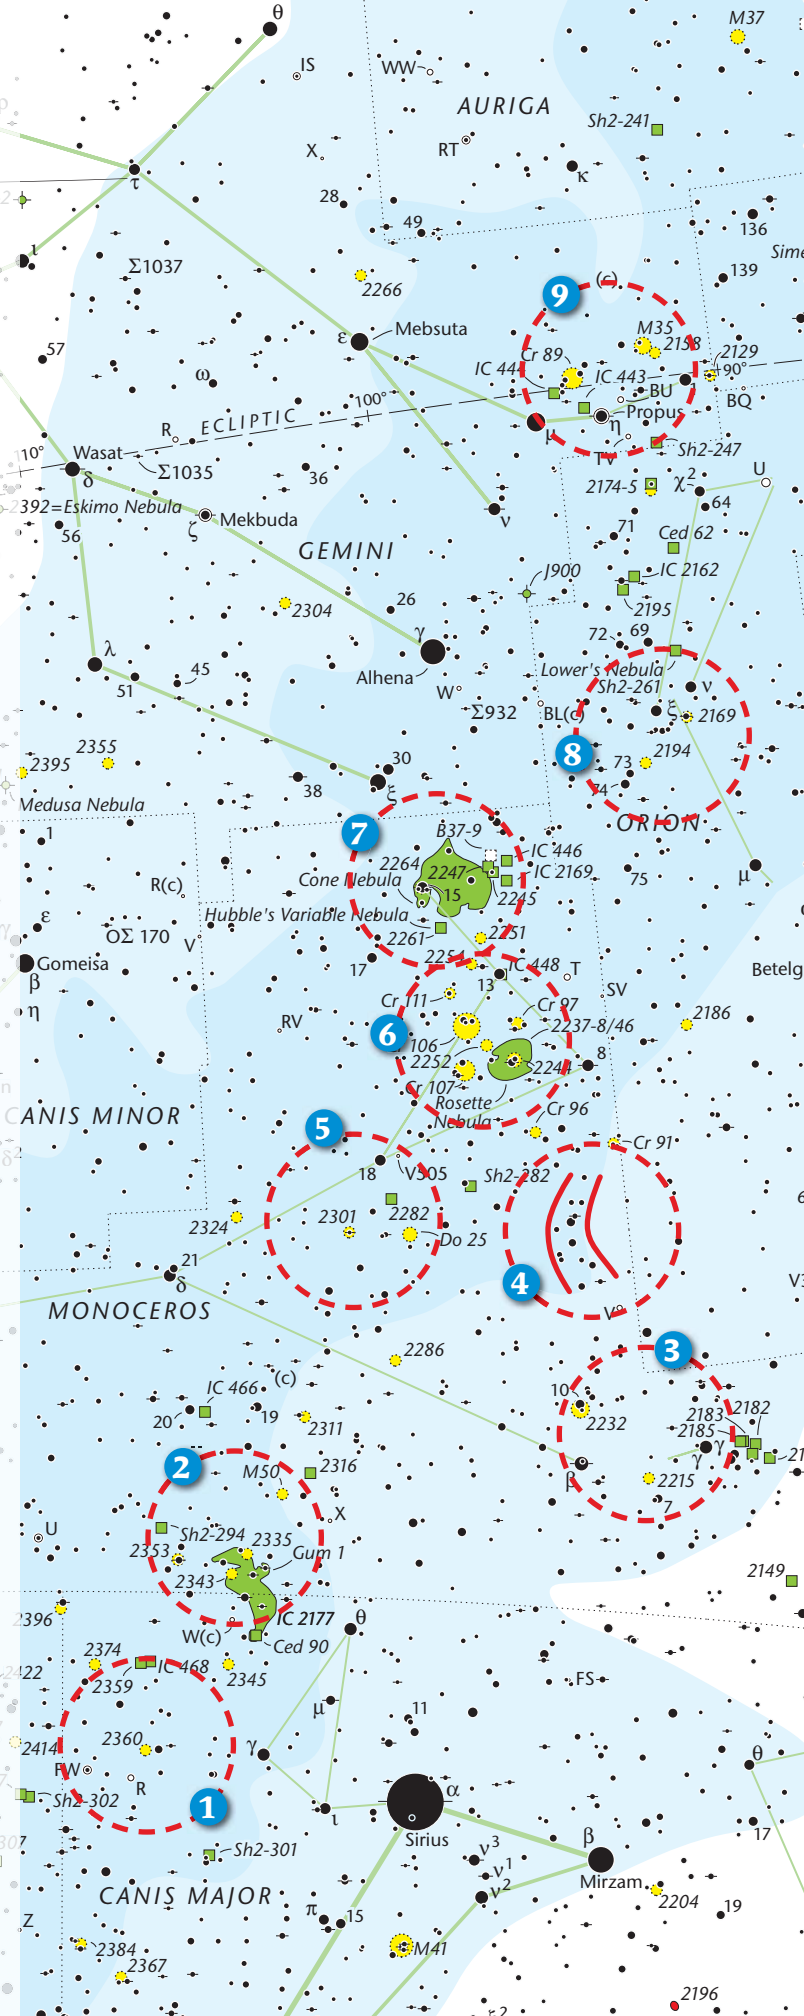 θ
M37
IS
WW
AURIGA
Sh2-241
RT
X
κ
τ
28
49
136
ι
Σ1037
139
2266
9
(c)
ε
Mebsuta
M35
2158
57
Cr 89
2129
ω
IC 444
IC 443
90°
100°
BU
1
BQ
R
ECLIPTIC
Propus
μ
η
10°
Wasat
TV
Sh2-247
δ
Σ1035
36
2174-5
χ2
U
2392=Eskimo Nebula
64
ζ
Mekbuda
ν
56
71
GEMINI
Ced 62
J900
IC 2162
2304
26
2195
γ
72
69
λ
Alhena
Lower's Nebula
45
W
Sh2-261
ν
51
Σ932
BL(c)
ξ
2169
2355
30
8
2194
2395
73
38
ξ
74
Medusa Nebula
7
ORION
1
B37-9
IC 446
2264
2247
IC 2169
μ
R(c)
Cone Nebula
15
2245
75
ε
Hubble's Variable Nebula
OΣ 170
V
2261
2251
Gomeisa
17
2254
IC 448
T
Betelg
β
13
SV
η
Cr 111
Cr 97
RV
6
106
2237-8/46
2186
2252
2244
8
Cr 107
Rosette
Nebula
CANIS MINOR
5
Cr 96
δ2
Cr 91
18
V505
Sh2-282
2324
2301
2282
Do 25
21
δ
4
MONOCEROS
V
2286
3
(c)
IC 466
10
20
19
2311
2232
2183
2182
2185
γ
γ
2
M50
2316
β
2215
7
X
U
Sh2-294
2335
2353
Gum 1
2343
2149
2396
IC 2177
θ
W(c)
Ced 90
2374
IC 468
2345
2359
2422
FS
μ
11
2360
γ
2414
θ
FW
R
α
Sh2-302
1
ι
Sirius
β
17
Sh2-301
ν3
ν1
Mirzam
CANIS MAJOR
ν2
π
15
2204
19
Z
2384
M41
2367
2196
ξ2